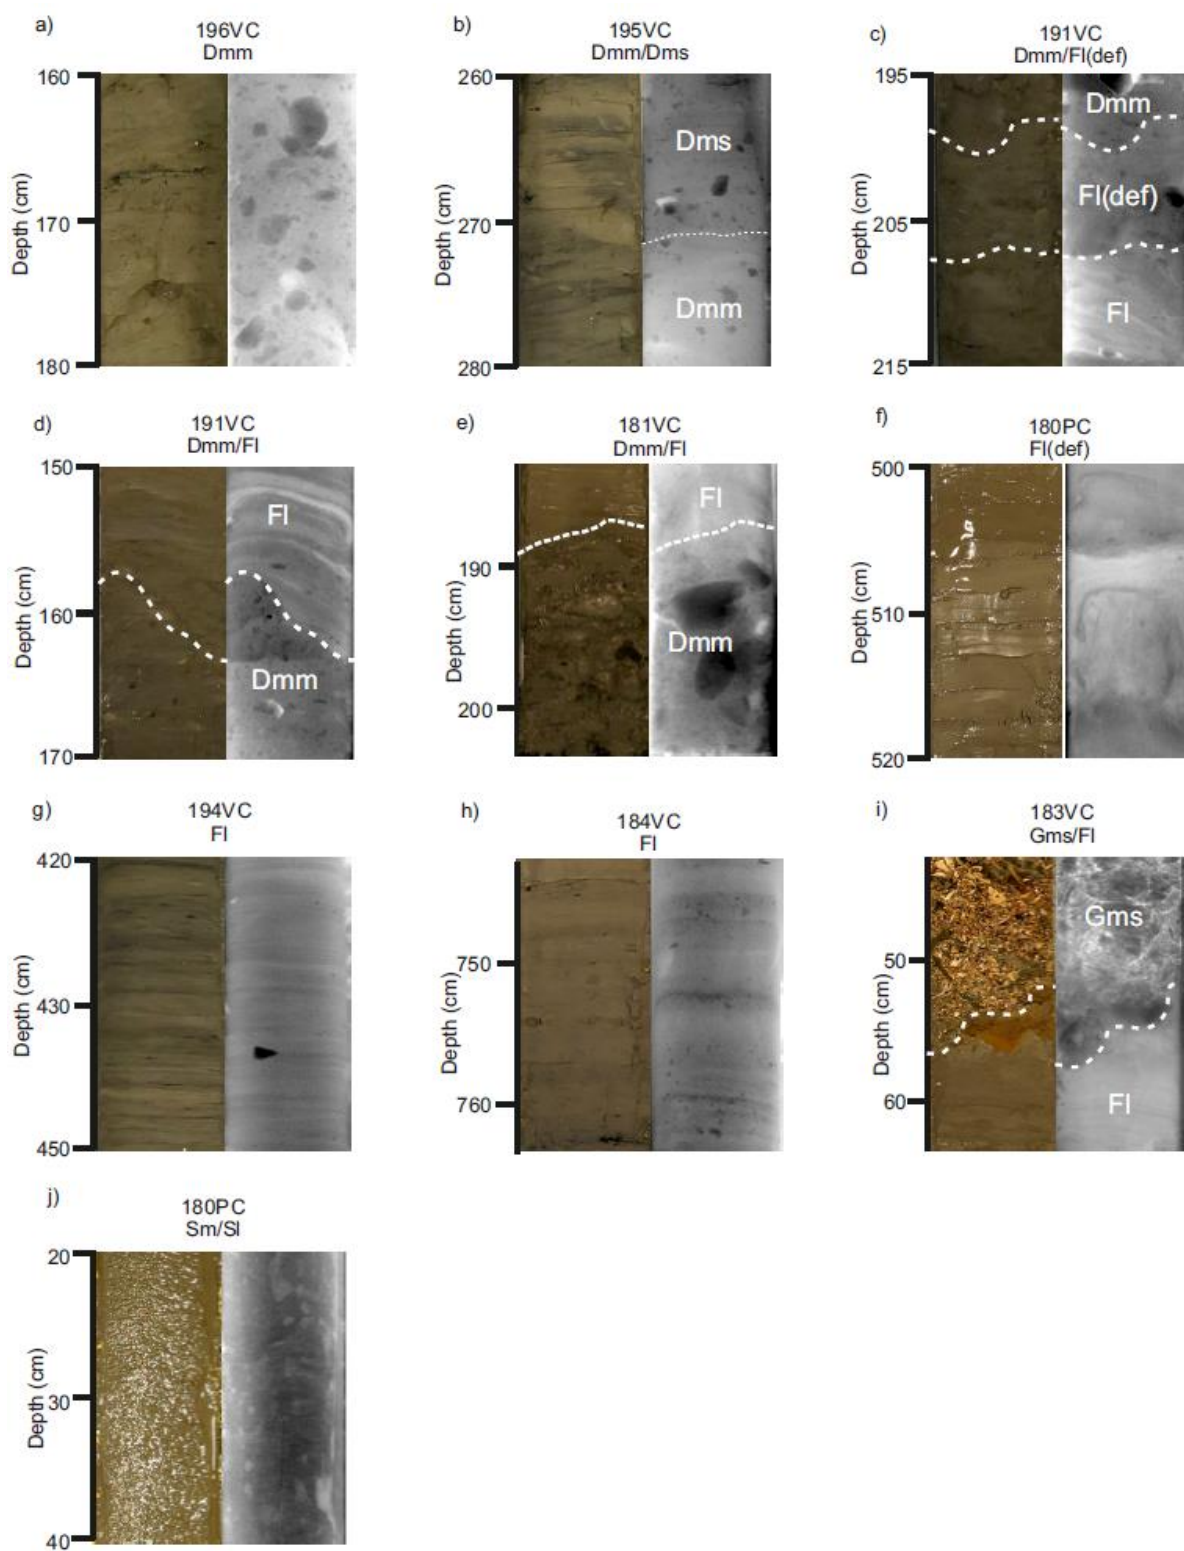 a)
196VC
Dmm
160
170
180
Depth (cm)
b)
195VC
Dmm/Dms
260
270
280
Depth (cm)
Dms
Dmm
c)
191VC
Dmm/Fl(def)
195
205
215
Depth (cm)
Dmm
Fl(def)
Fl
d)
191VC
Dmm/Fl
150
160
170
Depth (cm)
Fl
Dmm
e)
181VC
Dmm/Fl
190
200
Depth (cm)
Fl
Dmm
f)
180PC
Fl(def)
500
510
520
Depth (cm)
g)
194VC
Fl
420
430
450
Depth (cm)
h)
184VC
Fl
750
760
Depth (cm)
i)
183VC
Gms/Fl
50
60
Depth (cm)
Gms
Fl
j)
180PC
Sm/Sl
20
30
40
Depth (cm)